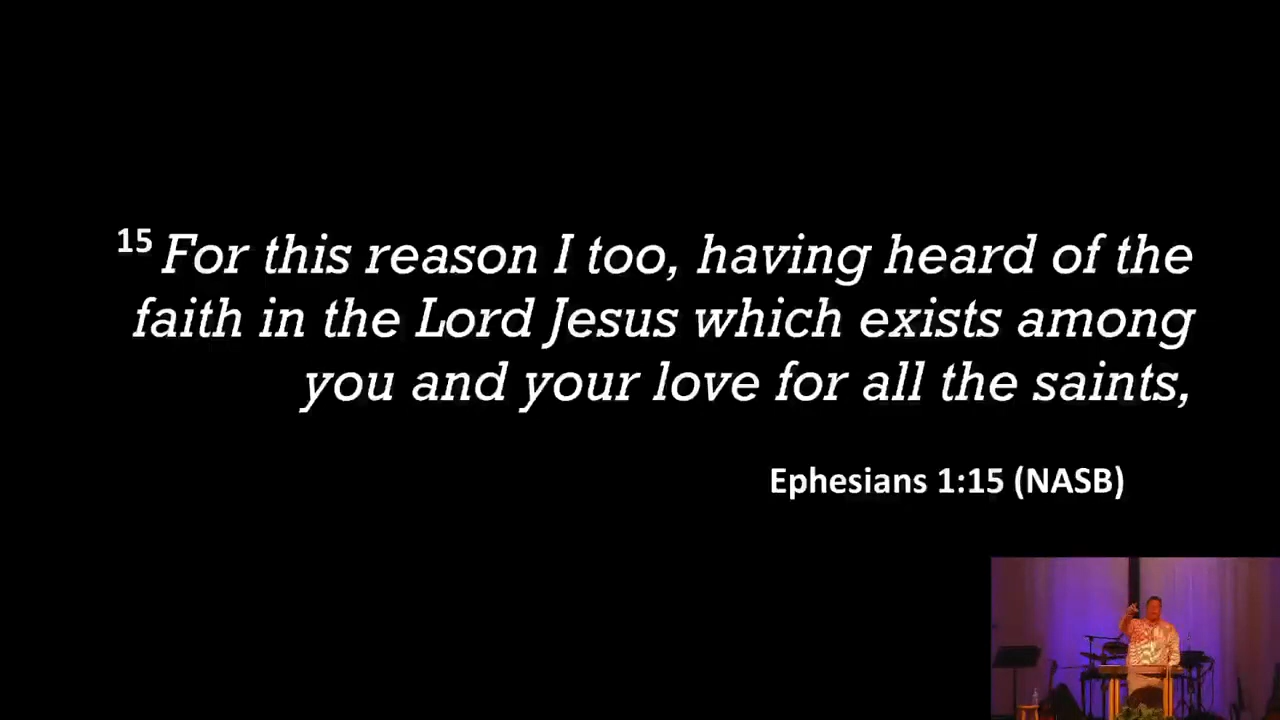 15 For this reason I too, having heard of the
faith in the Lord Jesus which exists among
you and your love for all the saints,
Ephesians 1:15 (NASB)